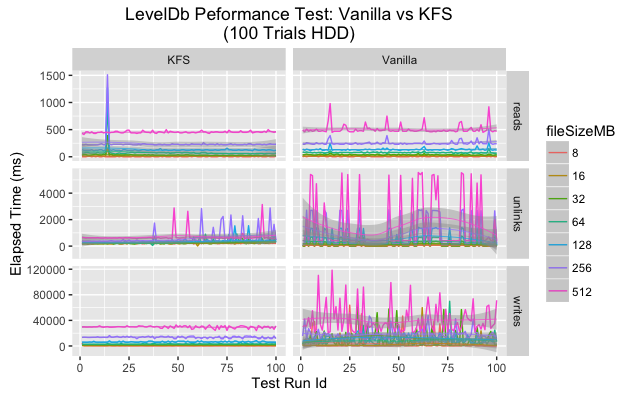 LevelDb Peformance Test: Vanilla vs KFS
(100 Trials HDD)
KFS
Vanilla
1500
1000
500
0
reads
4000
2000
0
unlinks
120000
80000
40000
0
writes
0 25 50 75 100
0 25 50 75 100
Elapsed Time (ms)
Test Run Id
fileSizeMB
8
16
32
64
128
256
512